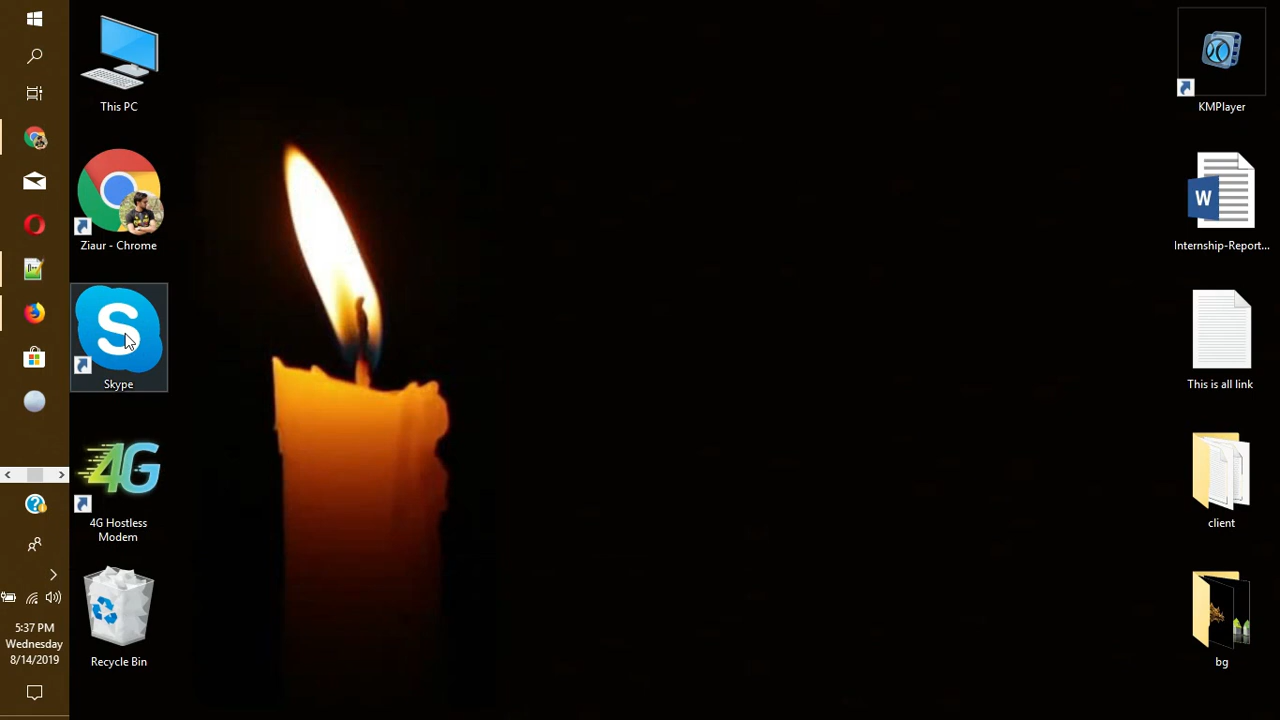 This PC
Ziaur - Chrome
S
Skype
4G
4G Hostless
Modem
Recycle Bin
KMPlayer
W
Internship-Report...
This is all link
client
bg
5:37 PM
Wednesday
8/14/2019